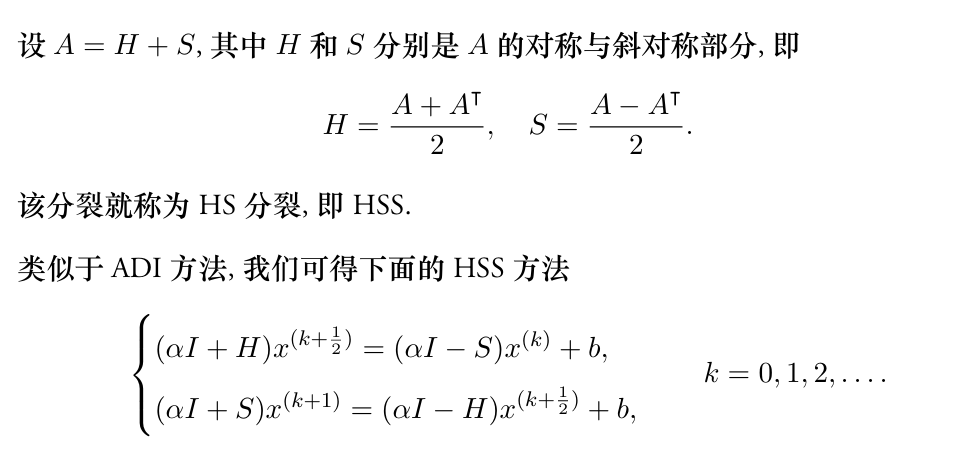 设 $A = H + S$, 其中 $H$ 和 $S$ 分别是 $A$ 的对称与斜对称部分, 即
$$H = \frac{A + A^\intercal}{2}, \quad S = \frac{A - A^\intercal}{2}.$$
该分裂就称为 HS 分裂, 即 HSS.
类似于 ADI 方法, 我们可得下面的 HSS 方法
$$\begin{cases} (\alpha I + H)x^{(k+\frac{1}{2})} = (\alpha I - S)x^{(k)} + b, \\ (\alpha I + S)x^{(k+1)} = (\alpha I - H)x^{(k+\frac{1}{2})} + b, \end{cases} \quad k = 0, 1, 2, \ldots.$$